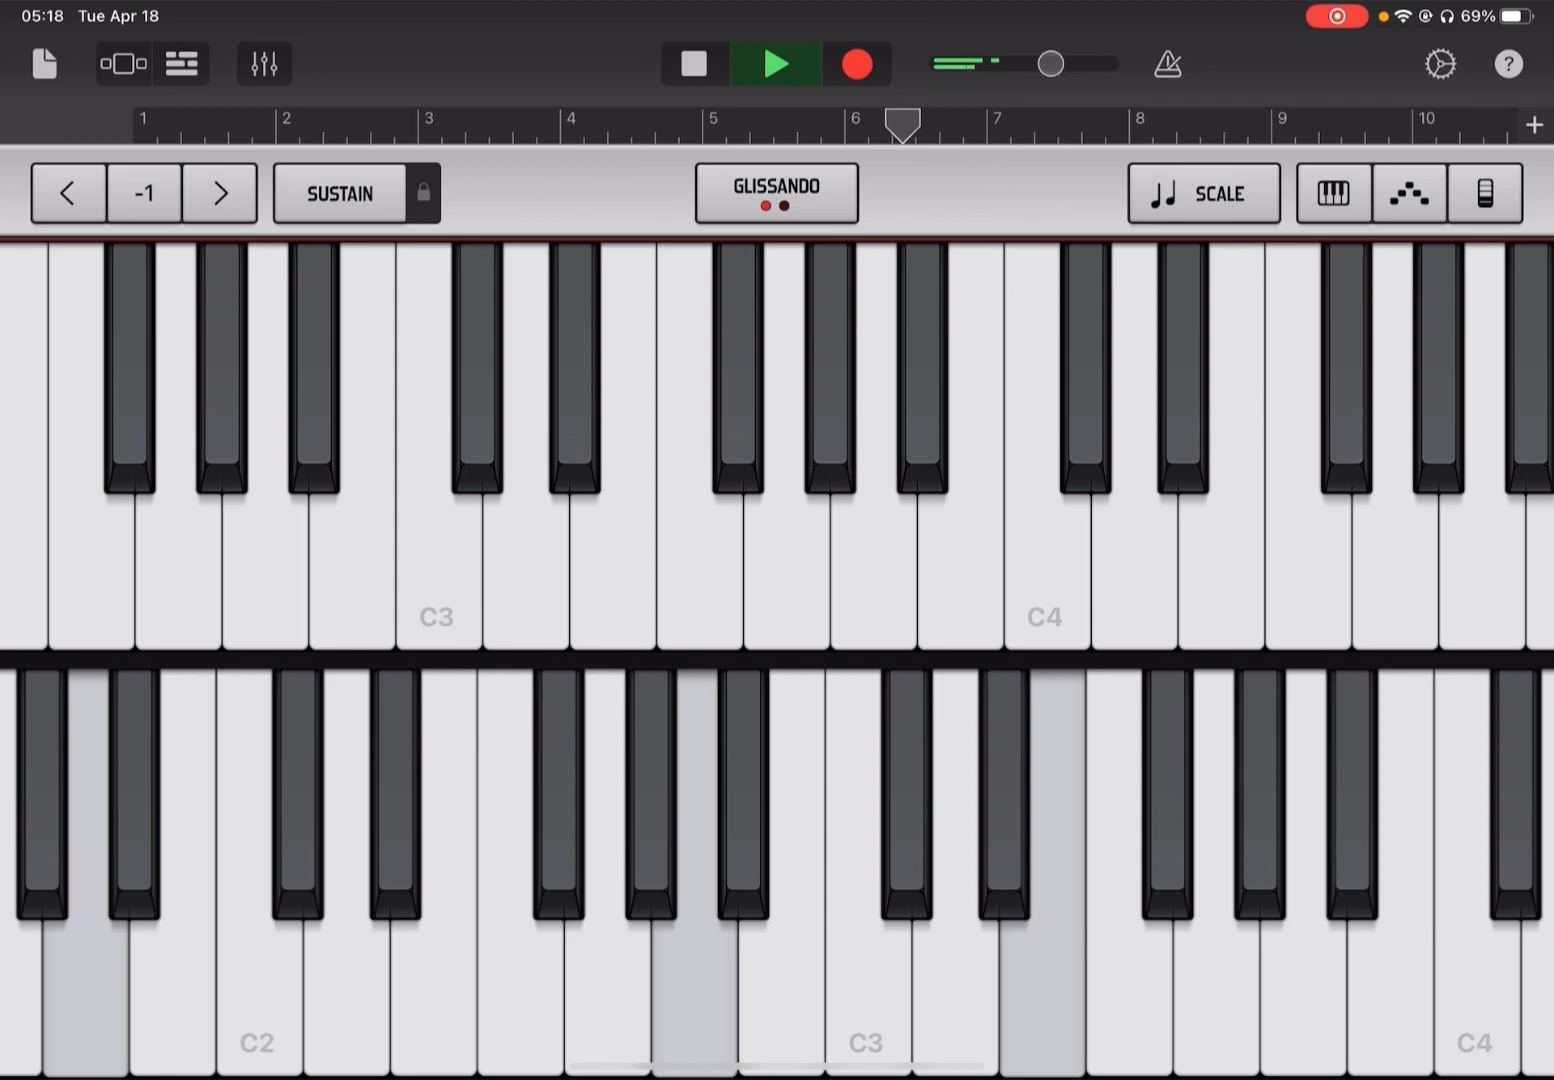 05:18 Tue Apr 18
69%
1 2 3 4 5 6 7 8 9 10 +
-1
SUSTAIN
GLISSANDO
SCALE
C3 C4
C2 C3 C4